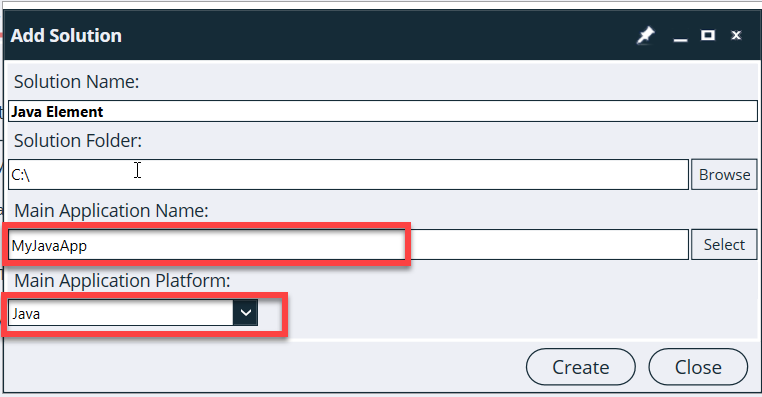 Add Solution
Solution Name:
Java Element
Solution Folder:
C:\
Browse
Main Application Name:
MyJavaApp
Select
Main Application Platform:
Java
Create
Close